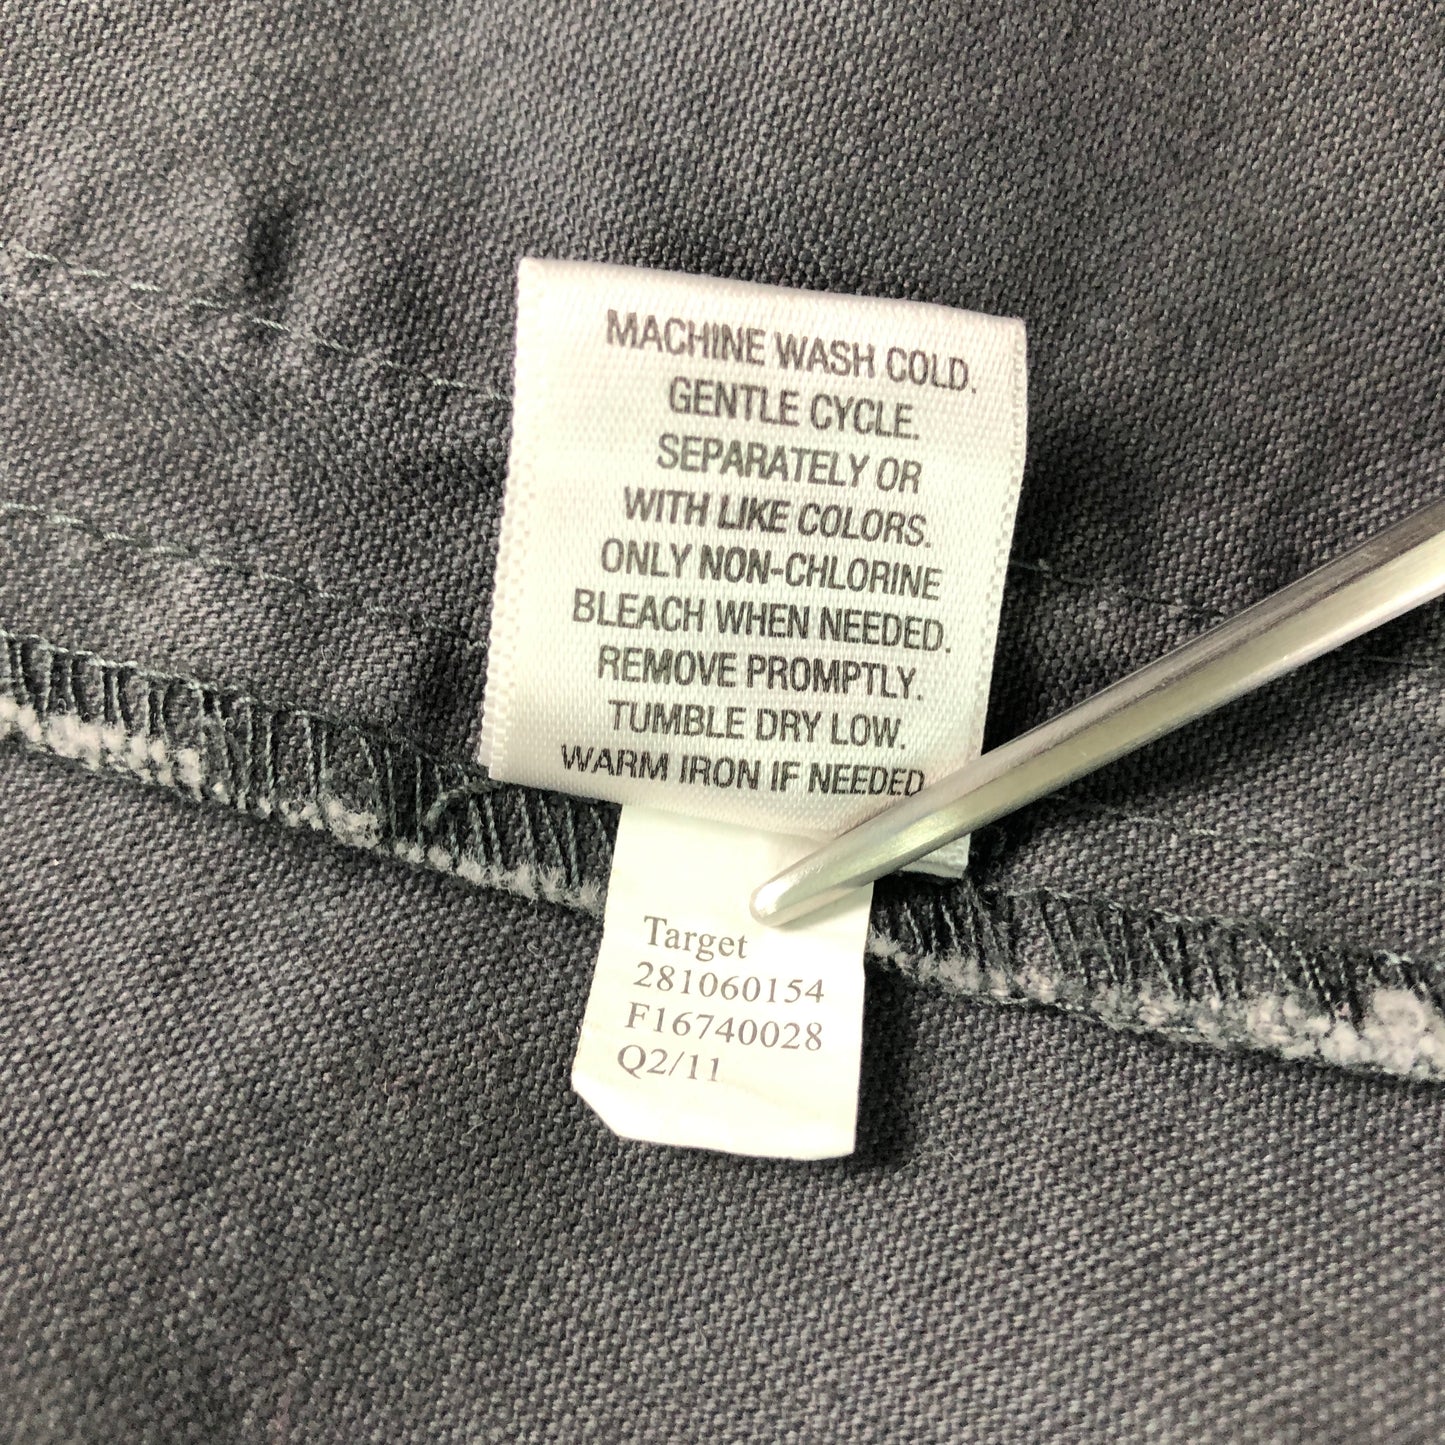 MACHINE WASH COLD.
GENTLE CYCLE.
SEPARATELY OR
WITH LIKE COLORS.
ONLY NON-CHLORINE
BLEACH WHEN NEEDED.
REMOVE PROMPTLY.
TUMBLE DRY LOW.
WARM IRON IF NEEDED
Target
281060154
F16740028
Q2/11